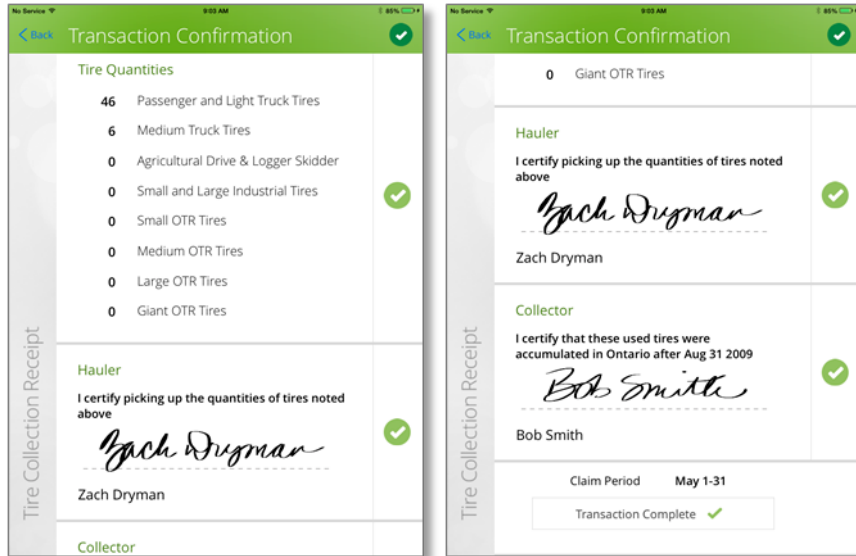 No Service 9:03 AM 85%
Back Transaction Confirmation
Tire Quantities
46 Passenger and Light Truck Tires
6 Medium Truck Tires
0 Agricultural Drive & Logger Skidder
0 Small and Large Industrial Tires
0 Small OTR Tires
0 Medium OTR Tires
0 Large OTR Tires
0 Giant OTR Tires
Hauler
I certify picking up the quantities of tires noted
above
Zach Dryman
Zach Dryman
Collector
Tire Collection Receipt
No Service 9:03 AM 85%
Back Transaction Confirmation
0 Giant OTR Tires
Hauler
I certify picking up the quantities of tires noted
above
Zach Dryman
Zach Dryman
Collector
I certify that these used tires were
accumulated in Ontario after Aug 31 2009
Bob Smith
Bob Smith
Claim Period May 1-31
Transaction Complete
Tire Collection Receipt